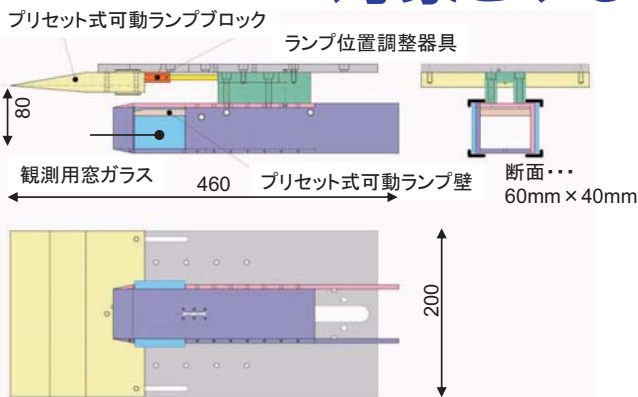 プリセット式可動ランプブロック
ランプ位置調整器具
80
観測用窓ガラス
460
プリセット式可動ランプ壁
断面・・・
60mm×40mm
200